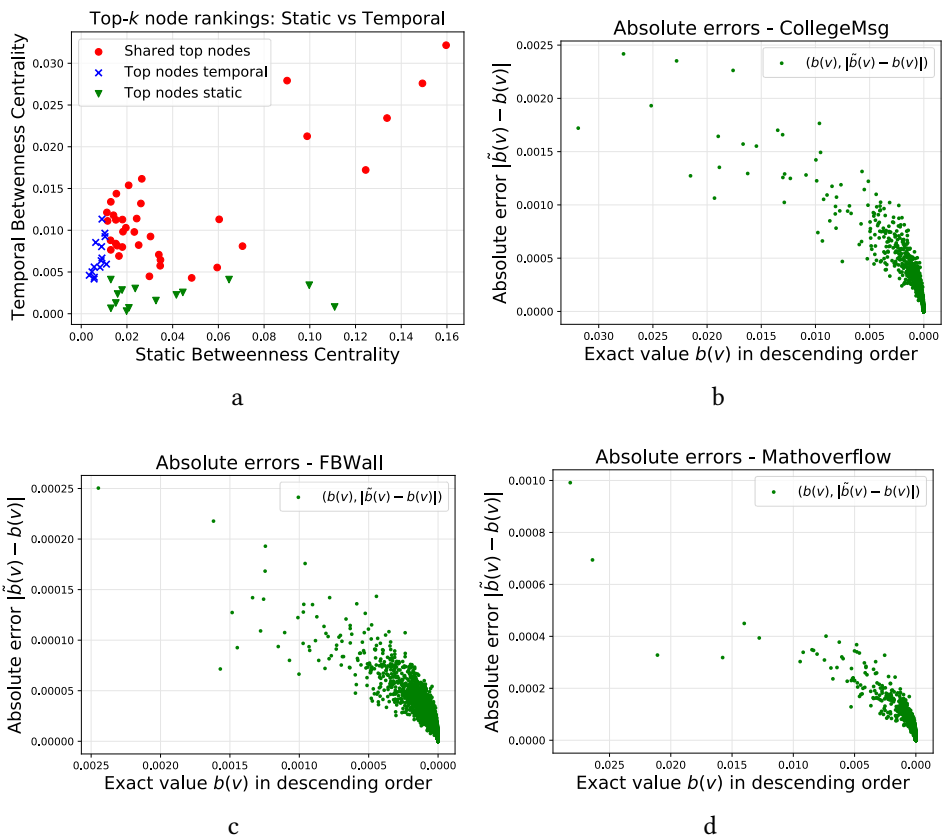 Top-k node rankings: Static vs Temporal
Shared top nodes
Top nodes temporal
Top nodes static
Temporal Betweenness Centrality
0.030
0.025
0.020
0.015
0.010
0.005
0.000
0.00 0.02 0.04 0.06 0.08 0.10 0.12 0.14 0.16
Static Betweenness Centrality
a
Absolute errors - CollegeMsg
(b(v), |b̃(v) − b(v)|)
Absolute error |b̃(v) − b(v)|
0.0025
0.0020
0.0015
0.0010
0.0005
0.0000
0.030 0.025 0.020 0.015 0.010 0.005 0.000
Exact value b(v) in descending order
b
Absolute errors - FBWall
(b(v), |b̃(v) − b(v)|)
Absolute error |b̃(v) − b(v)|
0.00025
0.00020
0.00015
0.00010
0.00005
0.00000
0.0025 0.0020 0.0015 0.0010 0.0005 0.0000
Exact value b(v) in descending order
c
Absolute errors - Mathoverflow
(b(v), |b̃(v) − b(v)|)
Absolute error |b̃(v) − b(v)|
0.0010
0.0008
0.0006
0.0004
0.0002
0.0000
0.025 0.020 0.015 0.010 0.005 0.000
Exact value b(v) in descending order
d